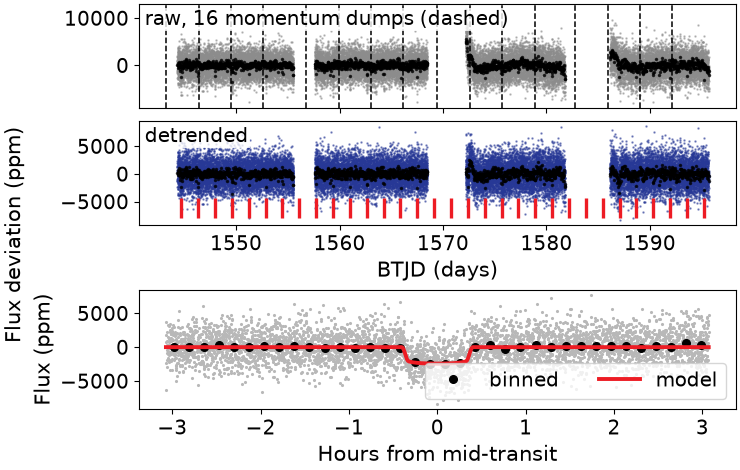 raw, 16 momentum dumps (dashed)
10000
0
detrended
5000
0
−5000
1550
1560
1570
1580
1590
BTJD (days)
Flux deviation (ppm)
Flux (ppm)
5000
0
−5000
binned
model
−3
−2
−1
0
1
2
3
Hours from mid-transit